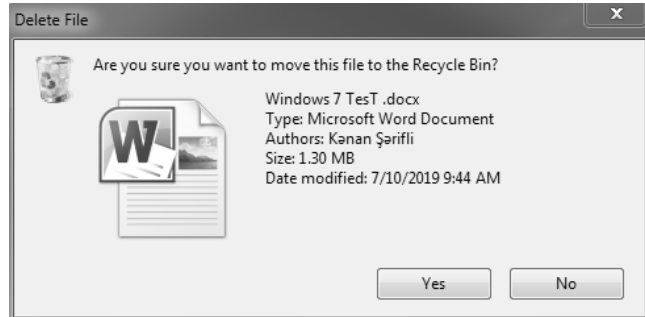 Delete File
x
Are you sure you want to move this file to the Recycle Bin?
W
Windows 7 TesT .docx
Type: Microsoft Word Document
Authors: Kənan Şərifli
Size: 1.30 MB
Date modified: 7/10/2019 9:44 AM
Yes
No